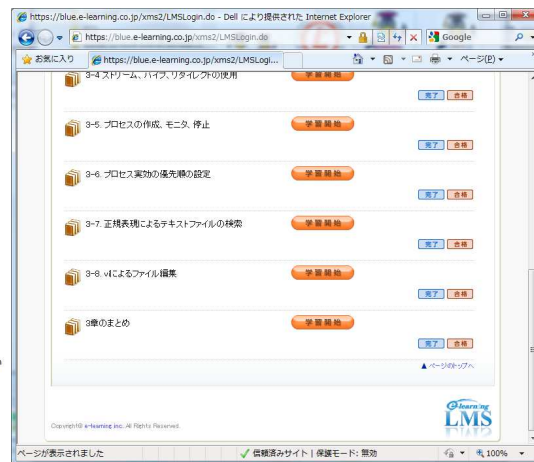 https://blue.e-learning.co.jp/xms2/LMSLogin.do - Dell により提供された Internet Explorer
https://blue.e-learning.co.jp/xms2/LMSLogin.do
Google
お気に入り
https://blue.e-learning.co.jp/xms2/LMSLogi...
ページ(P)
3-4 ストリーム、パイプ、リダイレクトの使用 学習開始
完了 合格
3-5. プロセスの作成、モニタ、停止 学習開始
完了 合格
3-6. プロセス実効の優先順の設定 学習開始
完了 合格
3-7. 正規表現によるテキストファイルの検索 学習開始
完了 合格
3-8. viによるファイル編集 学習開始
完了 合格
3章のまとめ 学習開始
完了 合格
▲ ページのトップへ
Copyright© e-learning inc. All Rights Reserved.
e-learning
LMS
ページが表示されました
信頼済みサイト | 保護モード: 無効
100%